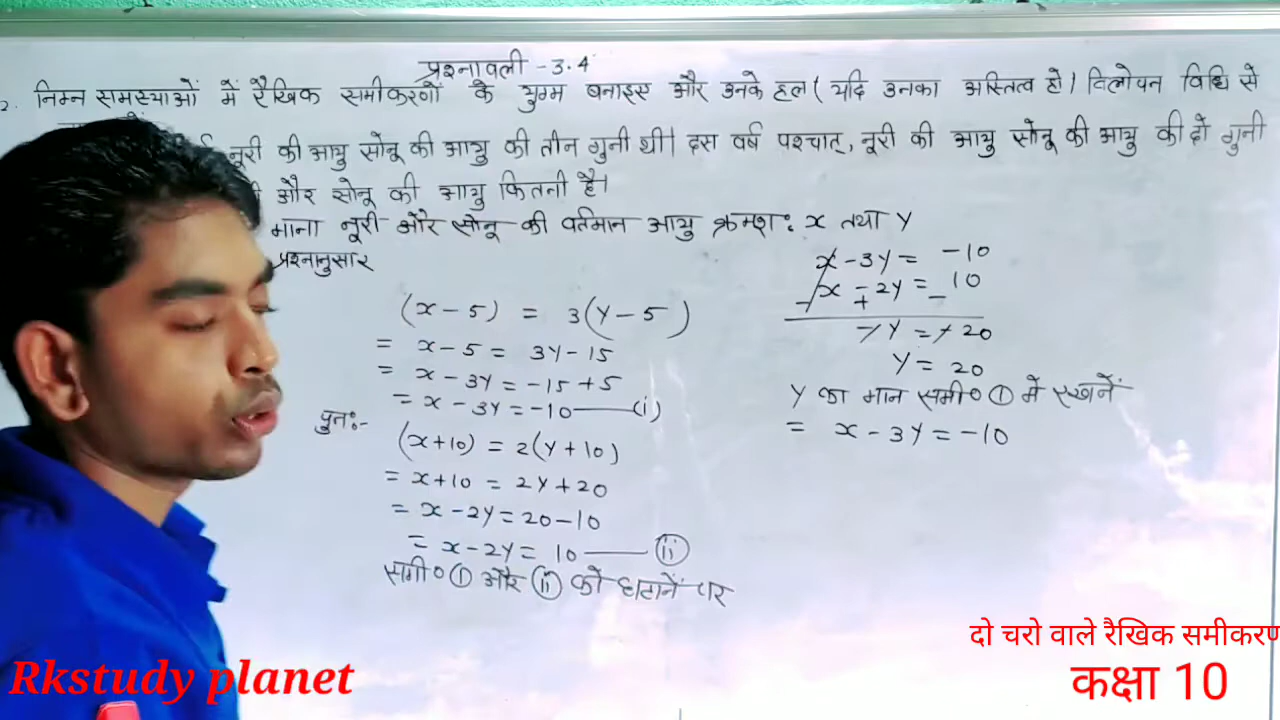 प्रश्नावली - 3.4
2. निम्न समस्याओं में रैखिक समीकरणों के युग्म बनाइए और उनके हल ( यदि उनका अस्तित्व हो ) विलोपन विधि से
नूरी की आयु सोनू की आयु की तीन गुनी थी। दस वर्ष पश्चात्, नूरी की आयु सोनू की आयु की दो गुनी
और सोनू की आयु कितनी है।
माना नूरी और सोनू की वर्तमान आयु क्रमशः x तथा y
प्रश्नानुसार
(x - 5) = 3(y - 5)
= x - 5 = 3y - 15
= x - 3y = -15 + 5
= x - 3y = -10 —— (i)
पुनः-
(x + 10) = 2(y + 10)
= x + 10 = 2y + 20
= x - 2y = 20 - 10
= x - 2y = 10 —— (ii)
समी० (i) और (ii) को घटाने पर
x - 3y = -10
x - 2y = 10
- + -
- y = - 20
y = 20
y का मान समी० (i) में रखनें
= x - 3y = -10
दो चरो वाले रैखिक समीकरण
कक्षा 10
Rkstudy planet